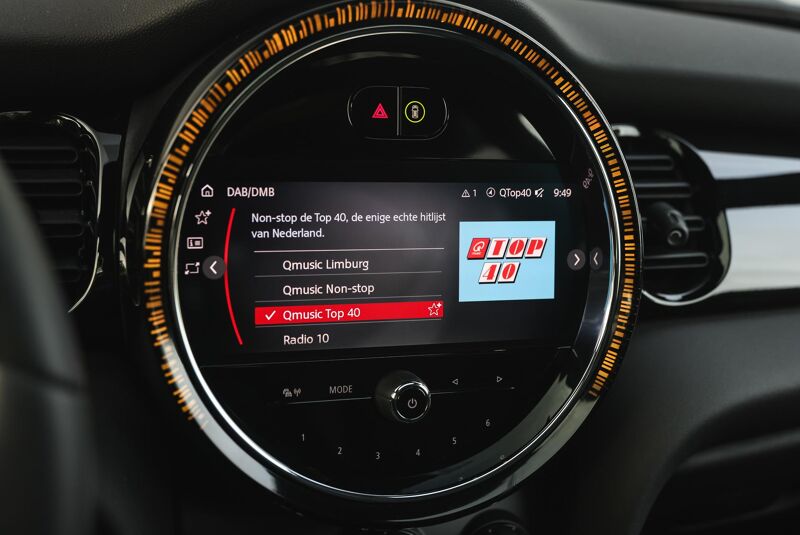 DAB/DMB
1 QTop40 9:49
Non-stop de Top 40, de enige echte hitlijst
van Nederland.
Qmusic Limburg
Qmusic Non-stop
Qmusic Top 40
Radio 10
TOP
40
MODE
1 2 3 4 5 6